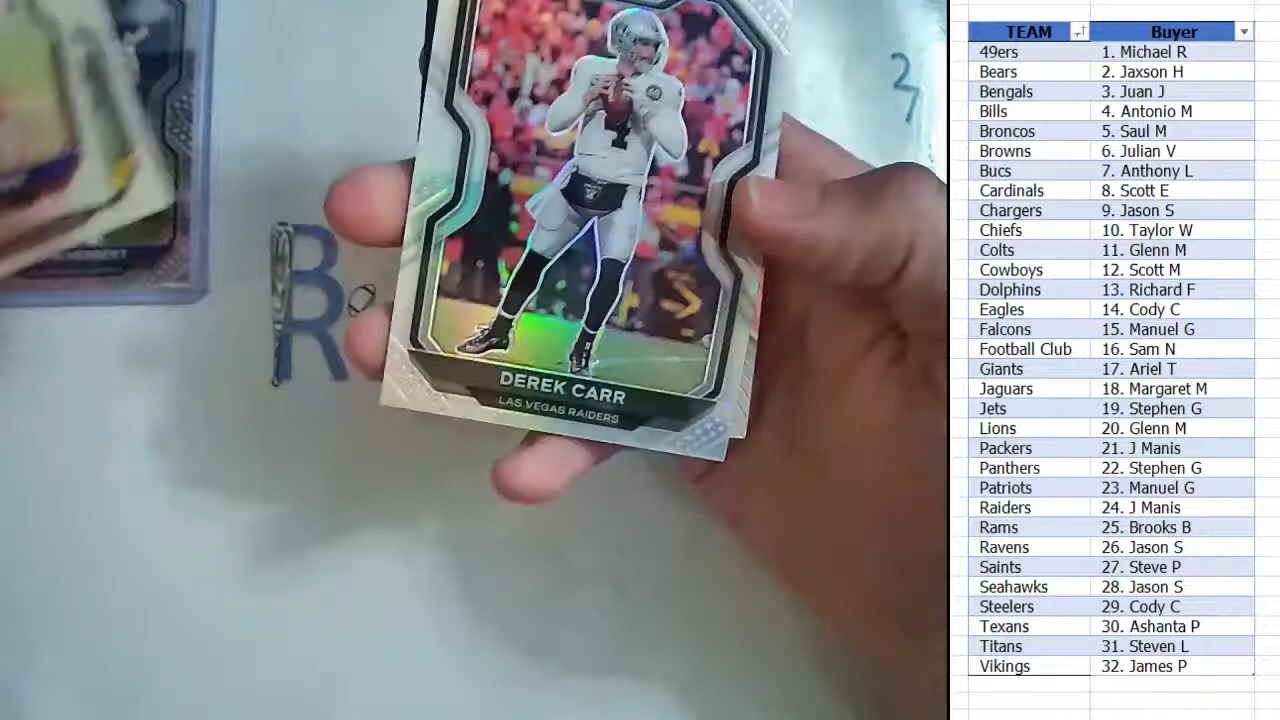 4
DEREK CARR
LAS VEGAS RAIDERS
B
R
TEAM Buyer
49ers 1. Michael R
Bears 2. Jaxson H
Bengals 3. Juan J
Bills 4. Antonio M
Broncos 5. Saul M
Browns 6. Julian V
Bucs 7. Anthony L
Cardinals 8. Scott E
Chargers 9. Jason S
Chiefs 10. Taylor W
Colts 11. Glenn M
Cowboys 12. Scott M
Dolphins 13. Richard F
Eagles 14. Cody C
Falcons 15. Manuel G
Football Club 16. Sam N
Giants 17. Ariel T
Jaguars 18. Margaret M
Jets 19. Stephen G
Lions 20. Glenn M
Packers 21. J Manis
Panthers 22. Stephen G
Patriots 23. Manuel G
Raiders 24. J Manis
Rams 25. Brooks B
Ravens 26. Jason S
Saints 27. Steve P
Seahawks 28. Jason S
Steelers 29. Cody C
Texans 30. Ashanta P
Titans 31. Steven L
Vikings 32. James P